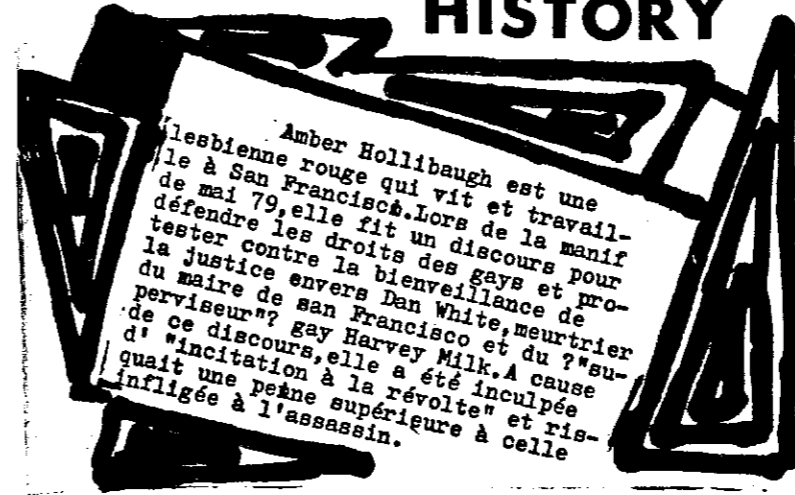 HISTORY
Amber Hollibaugh est une
lesbienne rouge qui vit et travail-
le à San Francisco.Lors de la manif
de mai 79,elle fit un discours pour
défendre les droits des gays et pro-
tester contre la bienveillance de
la justice envers Dan White,meurtrier
du maire de san Francisco et du ?"su-
perviseur"? gay Harvey Milk.A cause
de ce discours,elle a été inculpée
d' "incitation à la révolte" et ris-
quait une peine supérieure à celle
infligée à l'assassin.